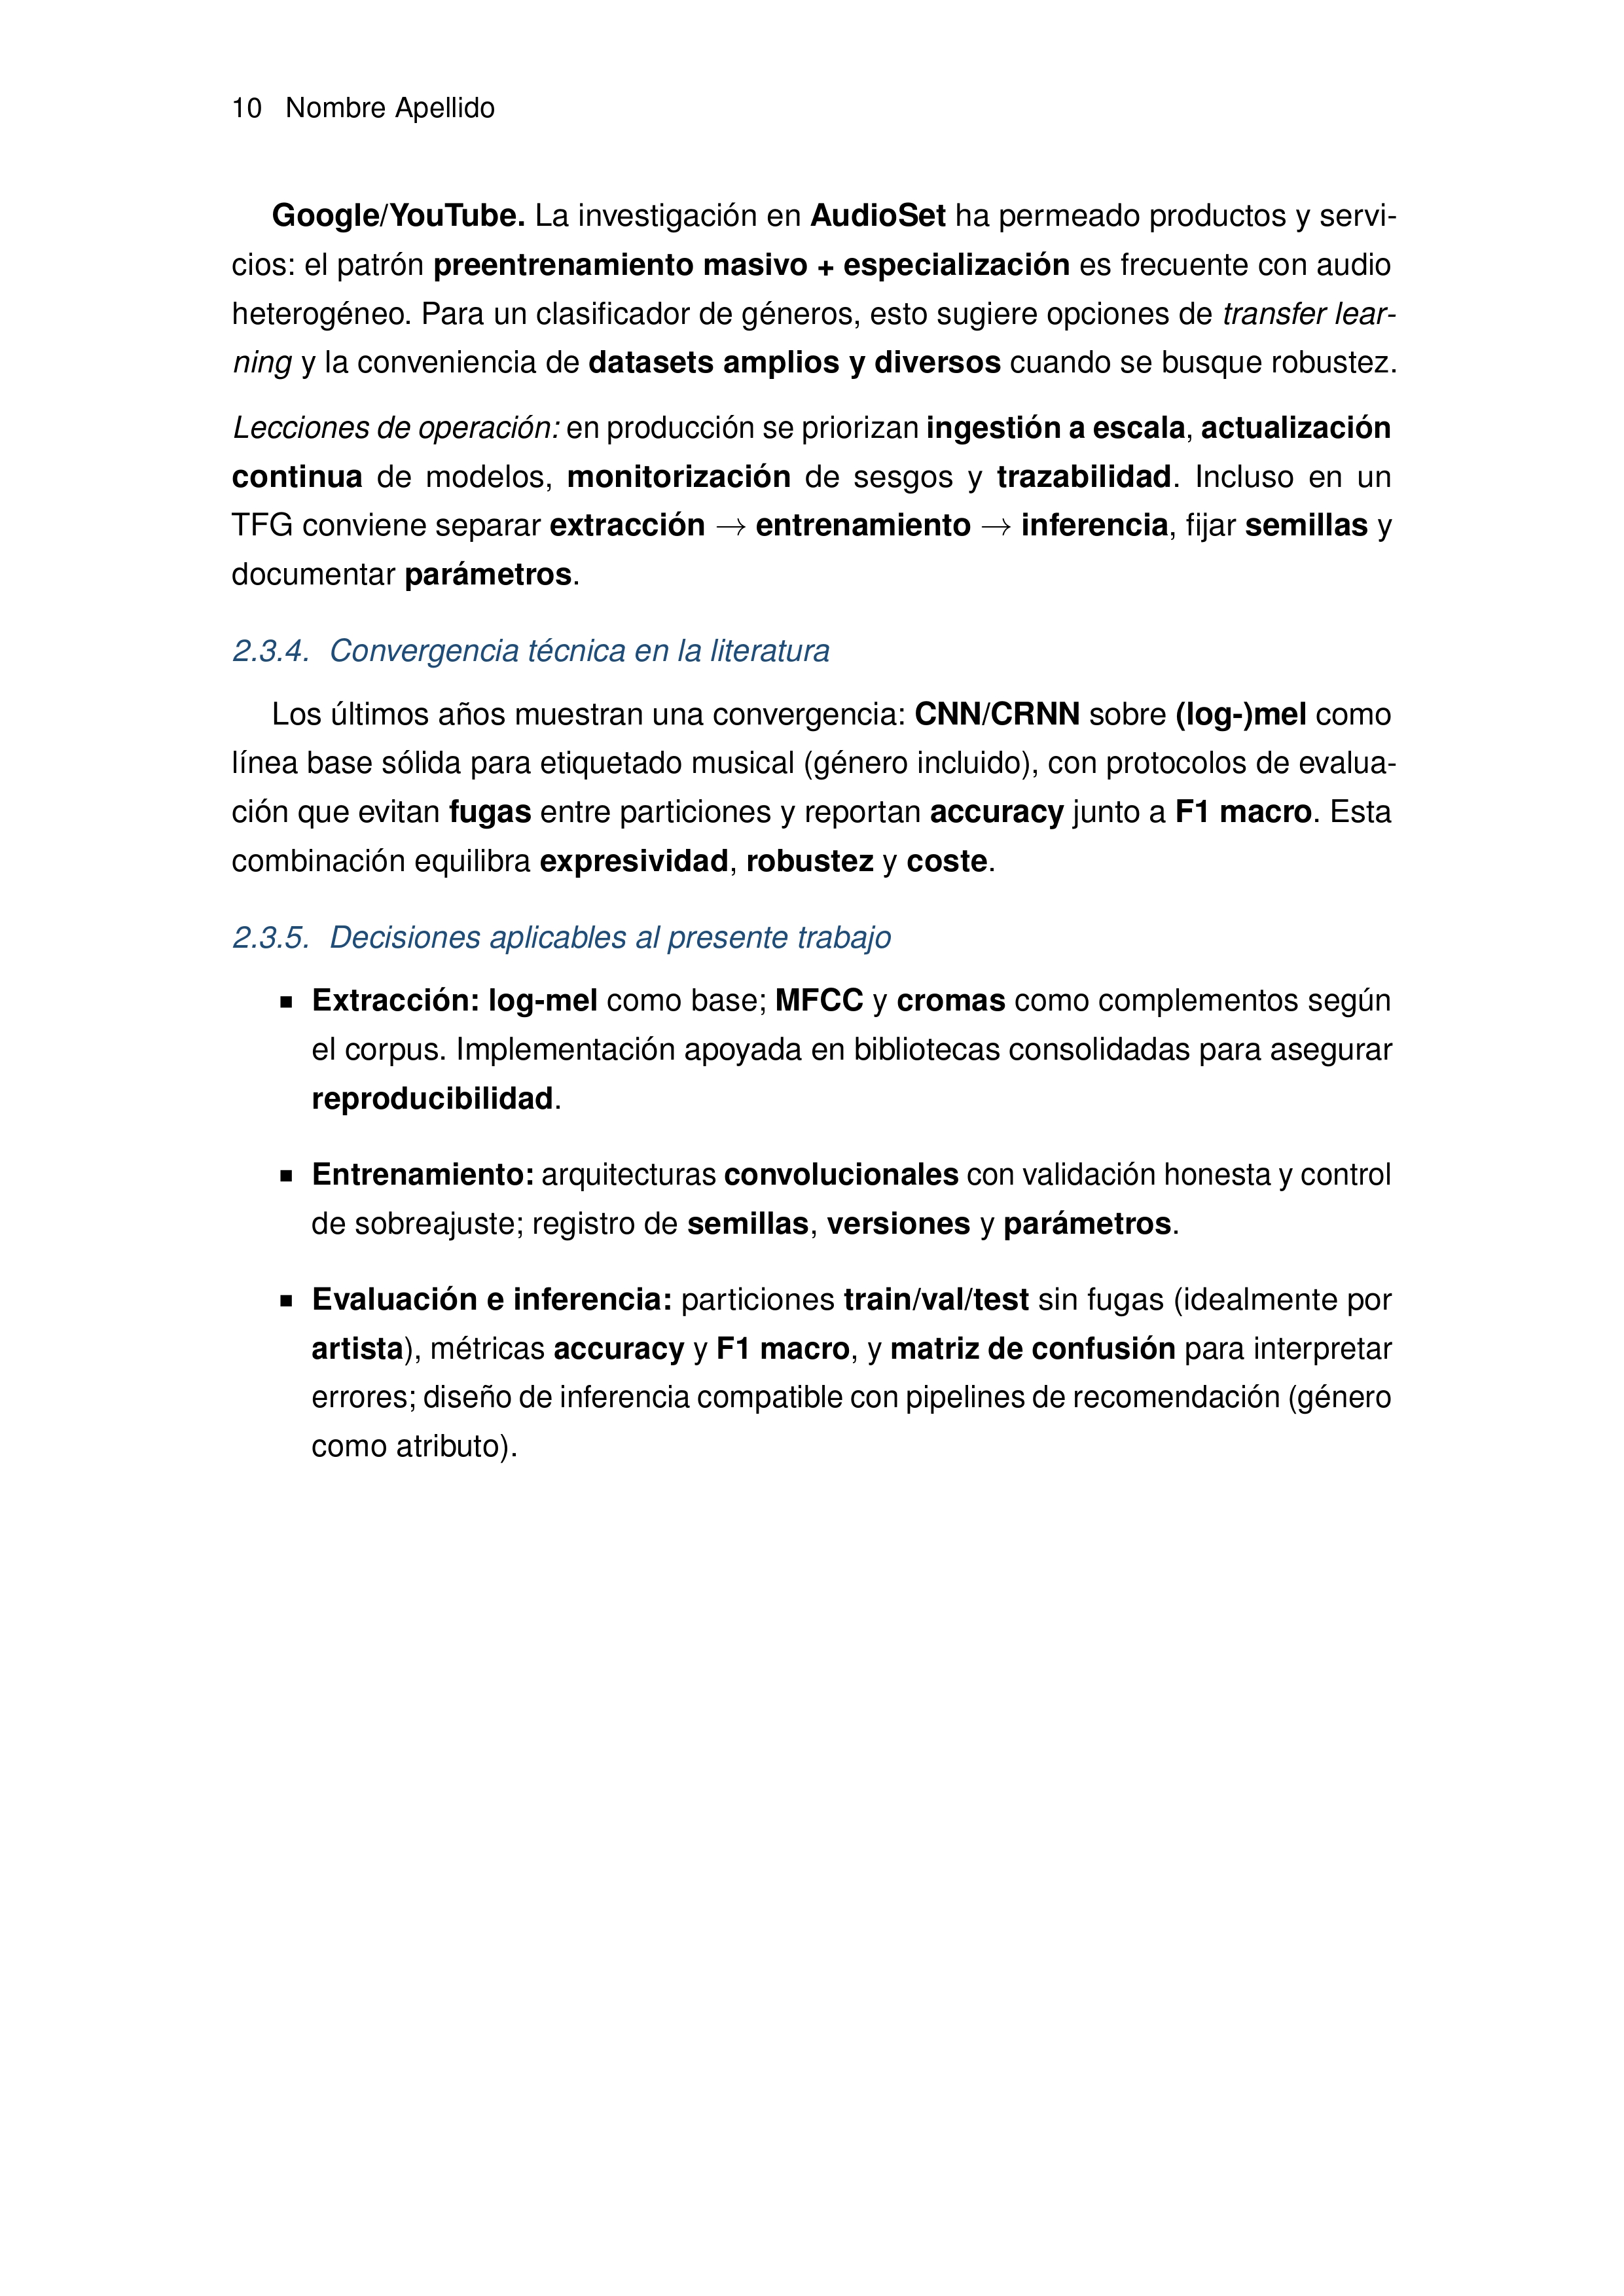 10 Nombre Apellido
Google/YouTube. La investigación en AudioSet ha permeado productos y servi-
cios: el patrón preentrenamiento masivo + especialización es frecuente con audio
heterogéneo. Para un clasificador de géneros, esto sugiere opciones de transfer lear-
ning y la conveniencia de datasets amplios y diversos cuando se busque robustez.
Lecciones de operación: en producción se priorizan ingestión a escala, actualización
continua de modelos, monitorización de sesgos y trazabilidad. Incluso en un
TFG conviene separar extracción → entrenamiento → inferencia, fijar semillas y
documentar parámetros.
2.3.4. Convergencia técnica en la literatura
Los últimos años muestran una convergencia: CNN/CRNN sobre (log-)mel como
línea base sólida para etiquetado musical (género incluido), con protocolos de evalua-
ción que evitan fugas entre particiones y reportan accuracy junto a F1 macro. Esta
combinación equilibra expresividad, robustez y coste.
2.3.5. Decisiones aplicables al presente trabajo
▪ Extracción: log-mel como base; MFCC y cromas como complementos según
el corpus. Implementación apoyada en bibliotecas consolidadas para asegurar
reproducibilidad.
▪ Entrenamiento: arquitecturas convolucionales con validación honesta y control
de sobreajuste; registro de semillas, versiones y parámetros.
▪ Evaluación e inferencia: particiones train/val/test sin fugas (idealmente por
artista), métricas accuracy y F1 macro, y matriz de confusión para interpretar
errores; diseño de inferencia compatible con pipelines de recomendación (género
como atributo).